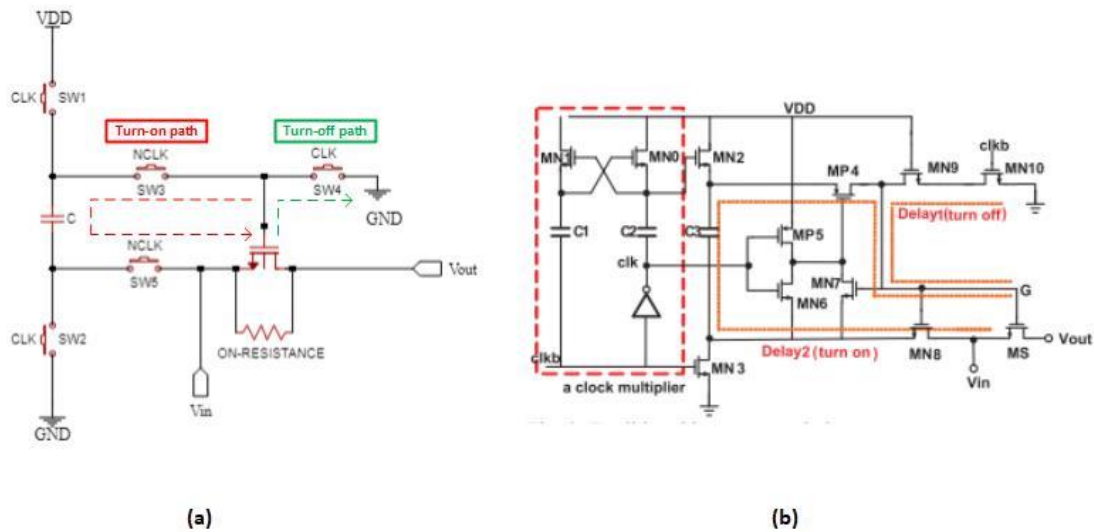 VDD
CLK SW1
Turn-on path
Turn-off path
NCLK
SW3
CLK
SW4
GND
C
NCLK
SW5
Vout
CLK SW2
ON-RESISTANCE
Vin
GND
(a)
VDD
MN1
MN0
MN2
MP4
MN9
clkb
MN10
C1
C2
C3
Delay1(turn off)
MP5
clk
MN6
MN7
G
Delay2 (turn on)
MN8
MS
Vout
clkb
MN3
Vin
a clock multiplier
(b)